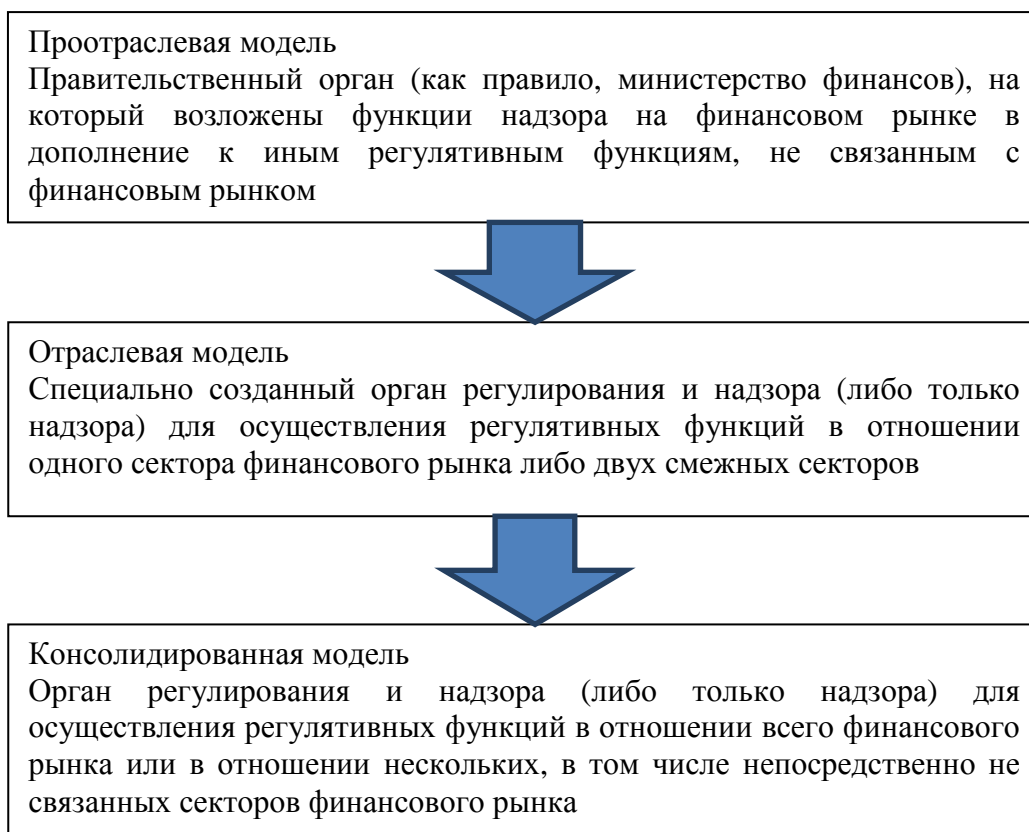 Проотраслевая модель
Правительственный орган (как правило, министерство финансов), на
который возложены функции надзора на финансовом рынке в
дополнение к иным регулятивным функциям, не связанным с
финансовым рынком
Отраслевая модель
Специально созданный орган регулирования и надзора (либо только
надзора) для осуществления регулятивных функций в отношении
одного сектора финансового рынка либо двух смежных секторов
Консолидированная модель
Орган регулирования и надзора (либо только надзора) для
осуществления регулятивных функций в отношении всего финансового
рынка или в отношении нескольких, в том числе непосредственно не
связанных секторов финансового рынка